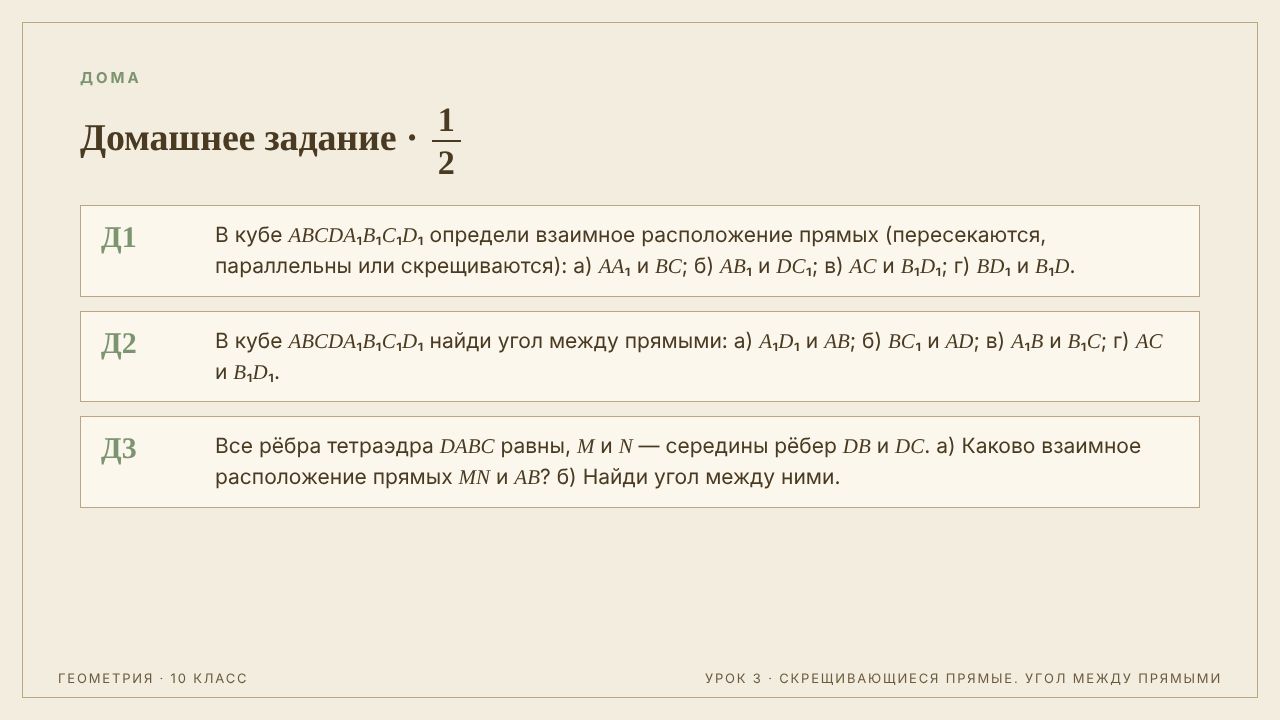 ДОМА
Домашнее задание · 1/2
Д1
В кубе ABCDA₁B₁C₁D₁ определи взаимное расположение прямых (пересекаются,
параллельны или скрещиваются): а) AA₁ и BC; б) AB₁ и DC₁; в) AC и B₁D₁; г) BD₁ и B₁D.
Д2
В кубе ABCDA₁B₁C₁D₁ найди угол между прямыми: а) A₁D₁ и AB; б) BC₁ и AD; в) A₁B и B₁C; г) AC
и B₁D₁.
Д3
Все рёбра тетраэдра DABC равны, M и N — середины рёбер DB и DC. а) Каково взаимное
расположение прямых MN и AB? б) Найди угол между ними.
ГЕОМЕТРИЯ · 10 КЛАСС
УРОК 3 · СКРЕЩИВАЮЩИЕСЯ ПРЯМЫЕ. УГОЛ МЕЖДУ ПРЯМЫМИ